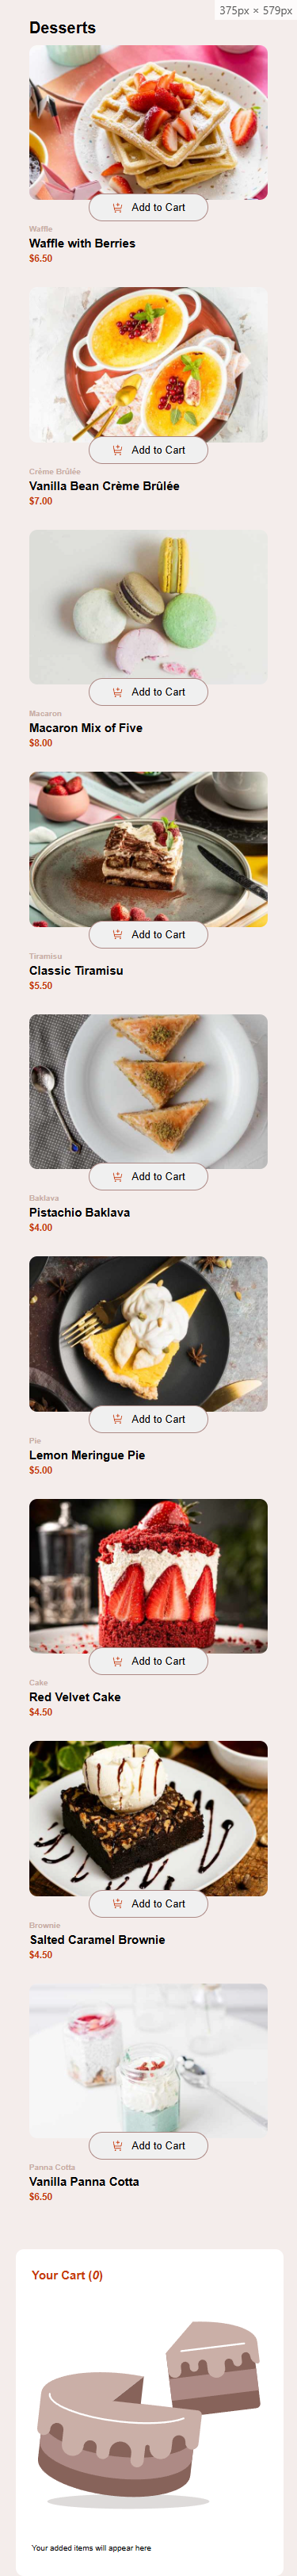 375px × 579px
Desserts
Add to Cart
Waffle
Waffle with Berries
$6.50
Add to Cart
Crème Brûlée
Vanilla Bean Crème Brûlée
$7.00
Add to Cart
Macaron
Macaron Mix of Five
$8.00
Add to Cart
Tiramisu
Classic Tiramisu
$5.50
Add to Cart
Baklava
Pistachio Baklava
$4.00
Add to Cart
Pie
Lemon Meringue Pie
$5.00
Add to Cart
Cake
Red Velvet Cake
$4.50
Add to Cart
Brownie
Salted Caramel Brownie
$4.50
Add to Cart
Panna Cotta
Vanilla Panna Cotta
$6.50
Your Cart (0)
Your added items will appear here